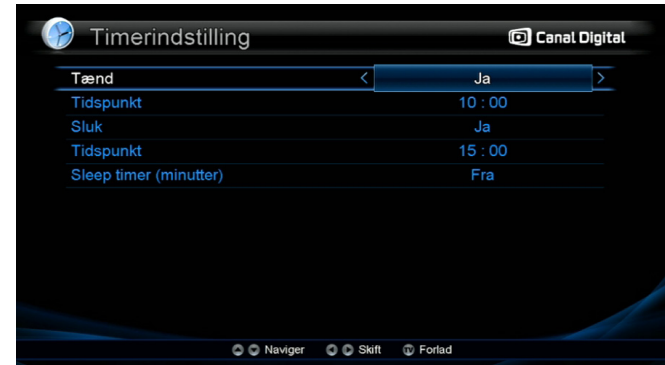 Timerindstilling
Canal Digital
Tænd < Ja >
Tidspunkt 10 : 00
Sluk Ja
Tidspunkt 15 : 00
Sleep timer (minutter) Fra
Naviger Skift TV Forlad